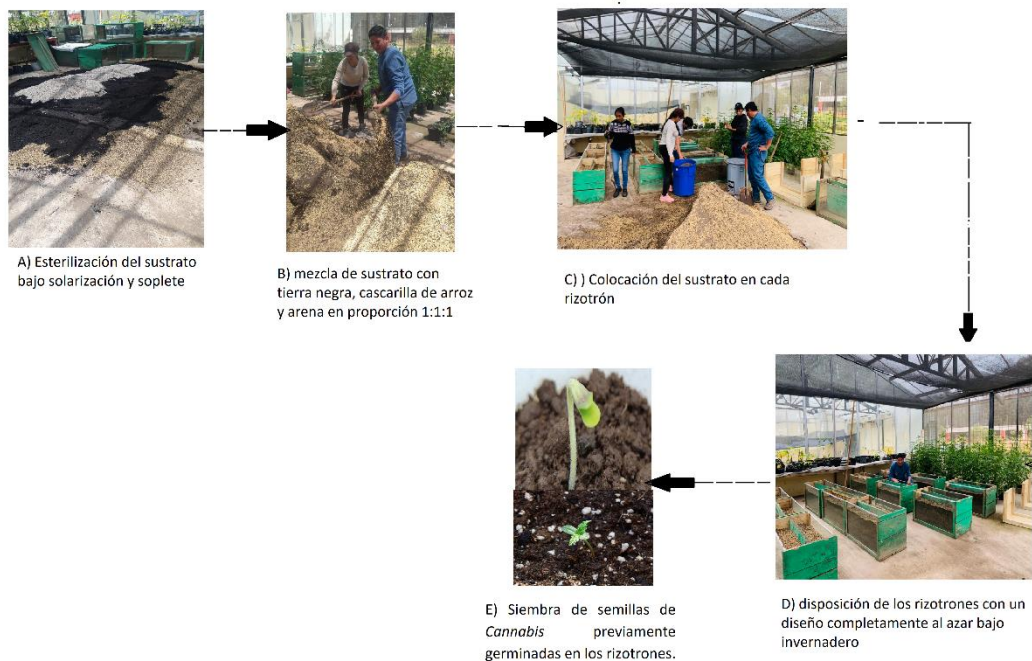 A) Esterilización del sustrato
bajo solarización y soplete
B) mezcla de sustrato con
tierra negra, cascarilla de arroz
y arena en proporción 1:1:1
C) ) Colocación del sustrato en cada
rizotrón
D) disposición de los rizotrones con un
diseño completamente al azar bajo
invernadero
E) Siembra de semillas de
Cannabis previamente
germinadas en los rizotrones.